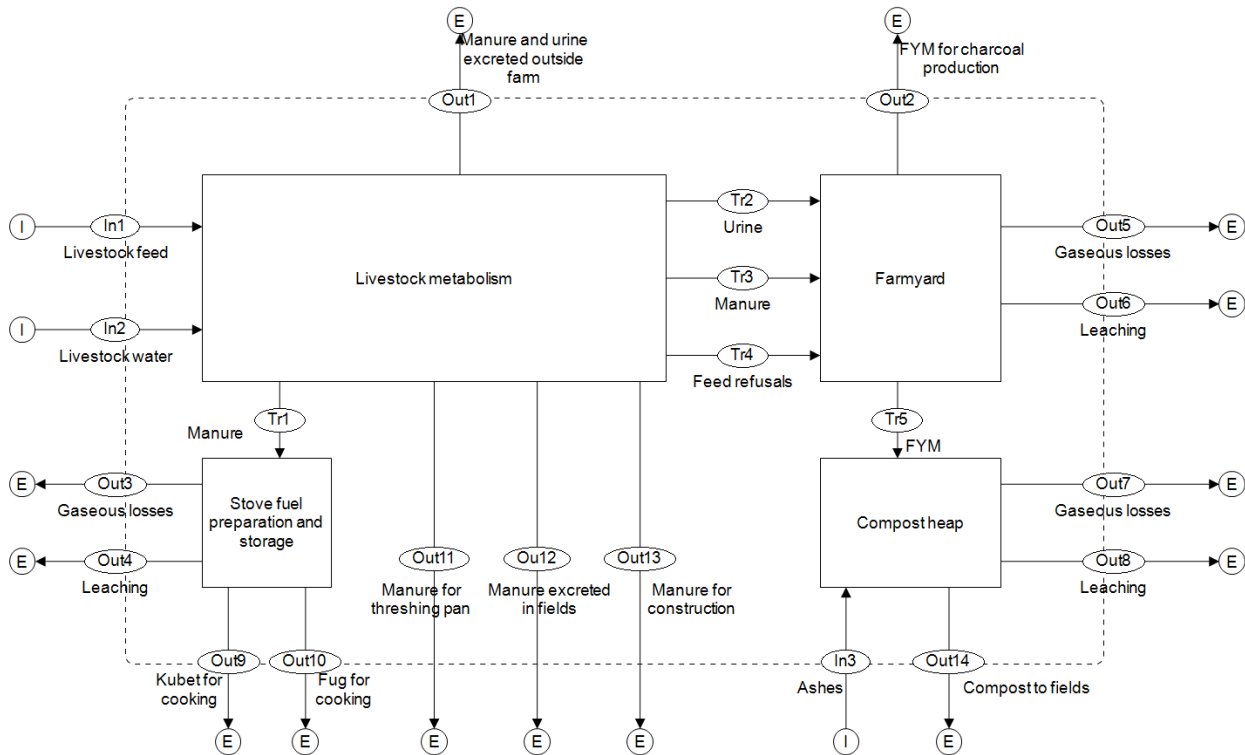 E
E
Manure and urine
excreted outside
farm
FYM for charcoal
production
Out1
Out2
Livestock metabolism
Farmyard
I
In1
Livestock feed
I
In2
Livestock water
Tr2
Urine
Tr3
Manure
Tr4
Feed refusals
Out5
E
Gaseous losses
Out6
E
Leaching
Tr1
Manure
Tr5
FYM
E
Out3
Gaseous losses
E
Out4
Leaching
Stove fuel
preparation and
storage
Compost heap
Out7
E
Gaseous losses
Out8
E
Leaching
Out11
Manure for
threshing pan
Ou12
Manure excreted
in fields
Out13
Manure for
construction
Out9
Kubet for
cooking
Out10
Fug for
cooking
In3
Ashes
Out14
Compost to fields
E
E
E
E
E
I
E